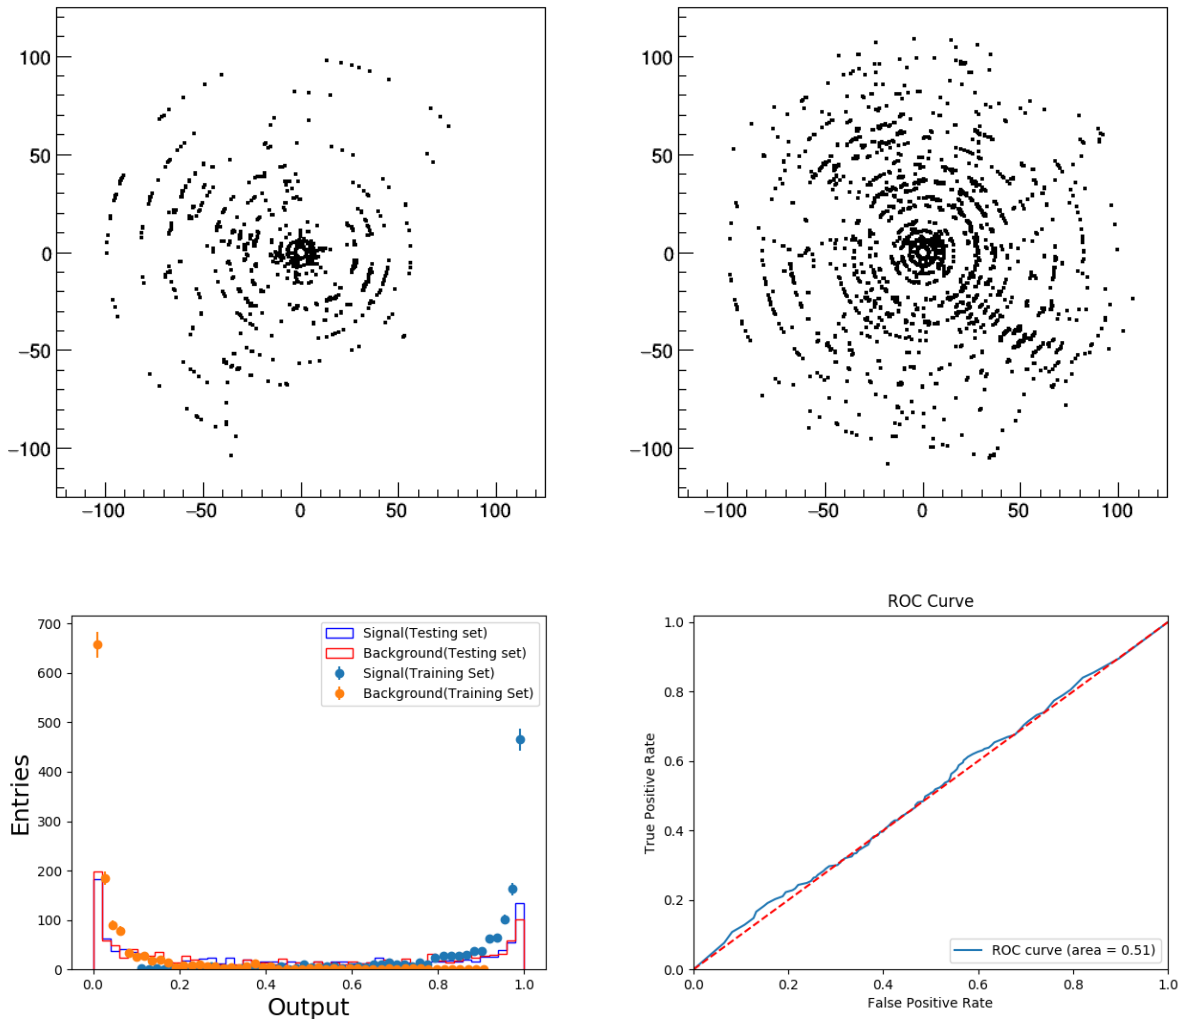 100
50
0
−50
−100
−100 −50 0 50 100
100
50
0
−50
−100
−100 −50 0 50 100
700
600
500
400
300
200
100
0
Entries
Signal(Testing set)
Background(Testing set)
Signal(Training Set)
Background(Training Set)
0.0 0.2 0.4 0.6 0.8 1.0
Output
ROC Curve
1.0
0.8
0.6
0.4
0.2
0.0
True Positive Rate
ROC curve (area = 0.51)
0.0 0.2 0.4 0.6 0.8 1.0
False Positive Rate